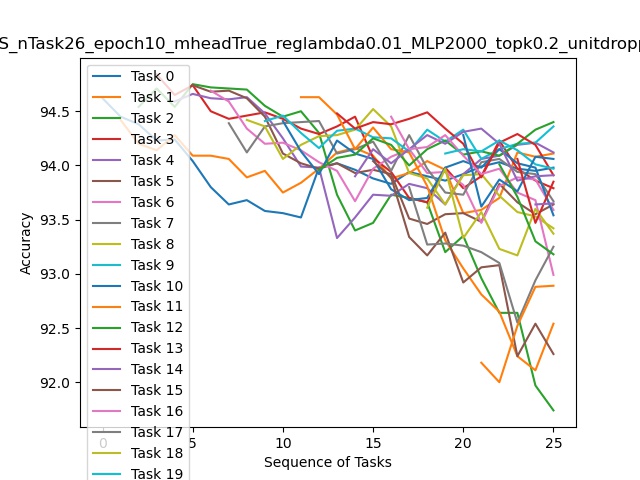 S_nTask26_epoch10_mheadTrue_reglambda0.01_MLP2000_topk0.2_unitdropp
Accuracy
94.5
94.0
93.5
93.0
92.5
92.0
Task 0
Task 1
Task 2
Task 3
Task 4
Task 5
Task 6
Task 7
Task 8
Task 9
Task 10
Task 11
Task 12
Task 13
Task 14
Task 15
Task 16
Task 17
Task 18
Task 19
0 5 10 15 20 25
Sequence of Tasks